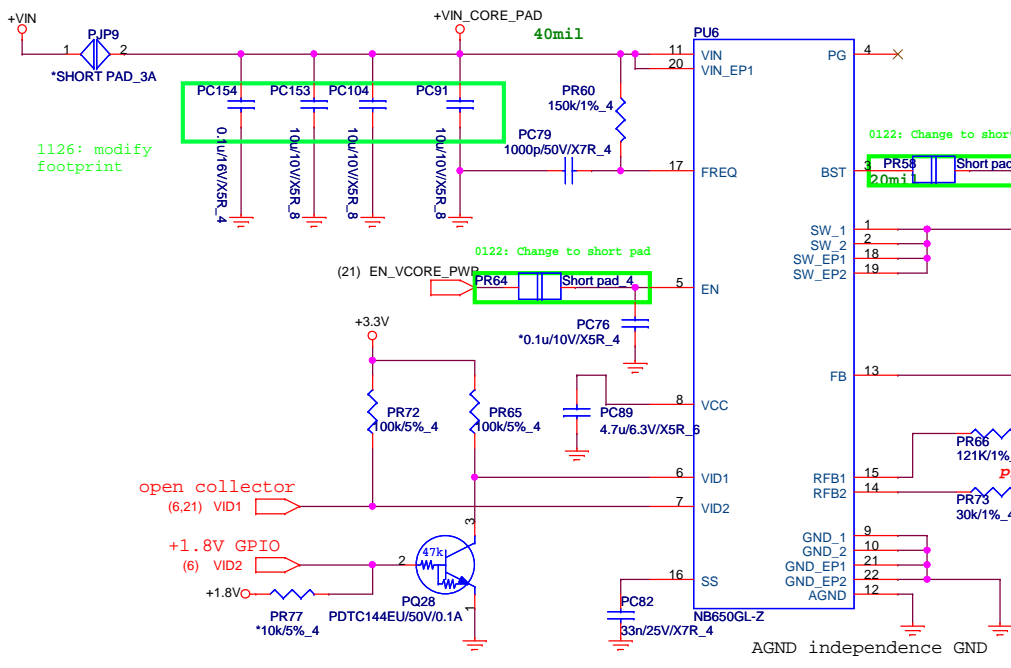 +VIN
+VIN_CORE_PAD
PJP9
1
2
*SHORT PAD_3A
40mil
PU6
11
VIN
20
VIN_EP1
PG
4
PC154
PC153
PC104
PC91
PR60
150k/1%_4
PC79
1000p/50V/X7R_4
0.1u/16V/X5R_4
10u/10V/X5R_8
10u/10V/X5R_8
10u/10V/X5R_8
1126: modify
footprint
17
FREQ
0122: Change to short
BST
3
PR58
Short pad
20mil
SW_1
1
SW_2
2
SW_EP1
18
SW_EP2
19
0122: Change to short pad
(21) EN_VCORE_PWR
PR64
Short pad_4
5
EN
PC76
*0.1u/10V/X5R_4
+3.3V
FB
13
PR72
100k/5%_4
PR65
100k/5%_4
8
VCC
PC89
4.7u/6.3V/X5R_6
PR66
121K/1%_
6
VID1
RFB1
15
open collector
(6,21) VID1
7
VID2
RFB2
14
PR73
30k/1%_4
3
+1.8V GPIO
(6) VID2
2
47k
GND_1
9
GND_2
10
GND_EP1
21
GND_EP2
22
AGND
12
+1.8V
PR77
*10k/5%_4
PQ28
PDTC144EU/50V/0.1A
1
16
SS
PC82
33n/25V/X7R_4
NB650GL-Z
AGND independence GND